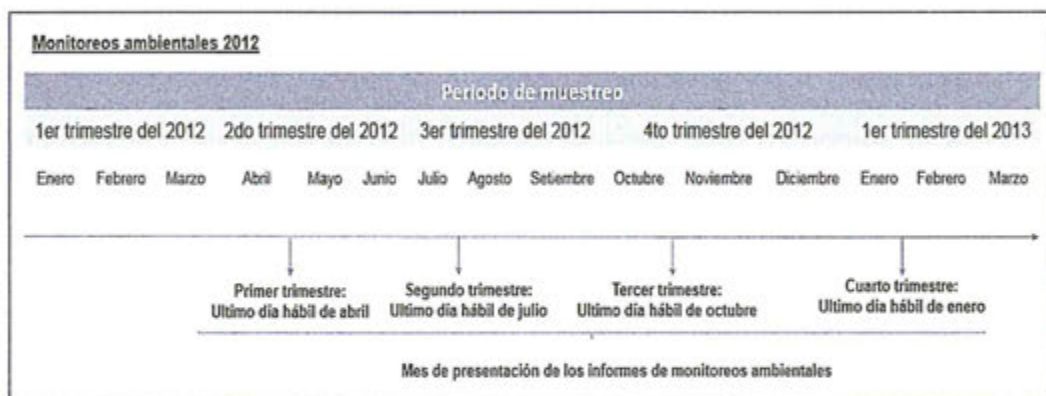 Monitoreos ambientales 2012
Periodo de muestreo
1er trimestre del 2012 2do trimestre del 2012 3er trimestre del 2012 4to trimestre del 2012 1er trimestre del 2013
Enero Febrero Marzo Abril Mayo Junio Julio Agosto Setiembre Octubre Noviembre Diciembre Enero Febrero Marzo
Primer trimestre: Segundo trimestre: Tercer trimestre: Cuarto trimestre:
Ultimo día hábil de abril Ultimo día hábil de julio Ultimo día hábil de octubre Ultimo día hábil de enero
Mes de presentación de los informes de monitoreos ambientales